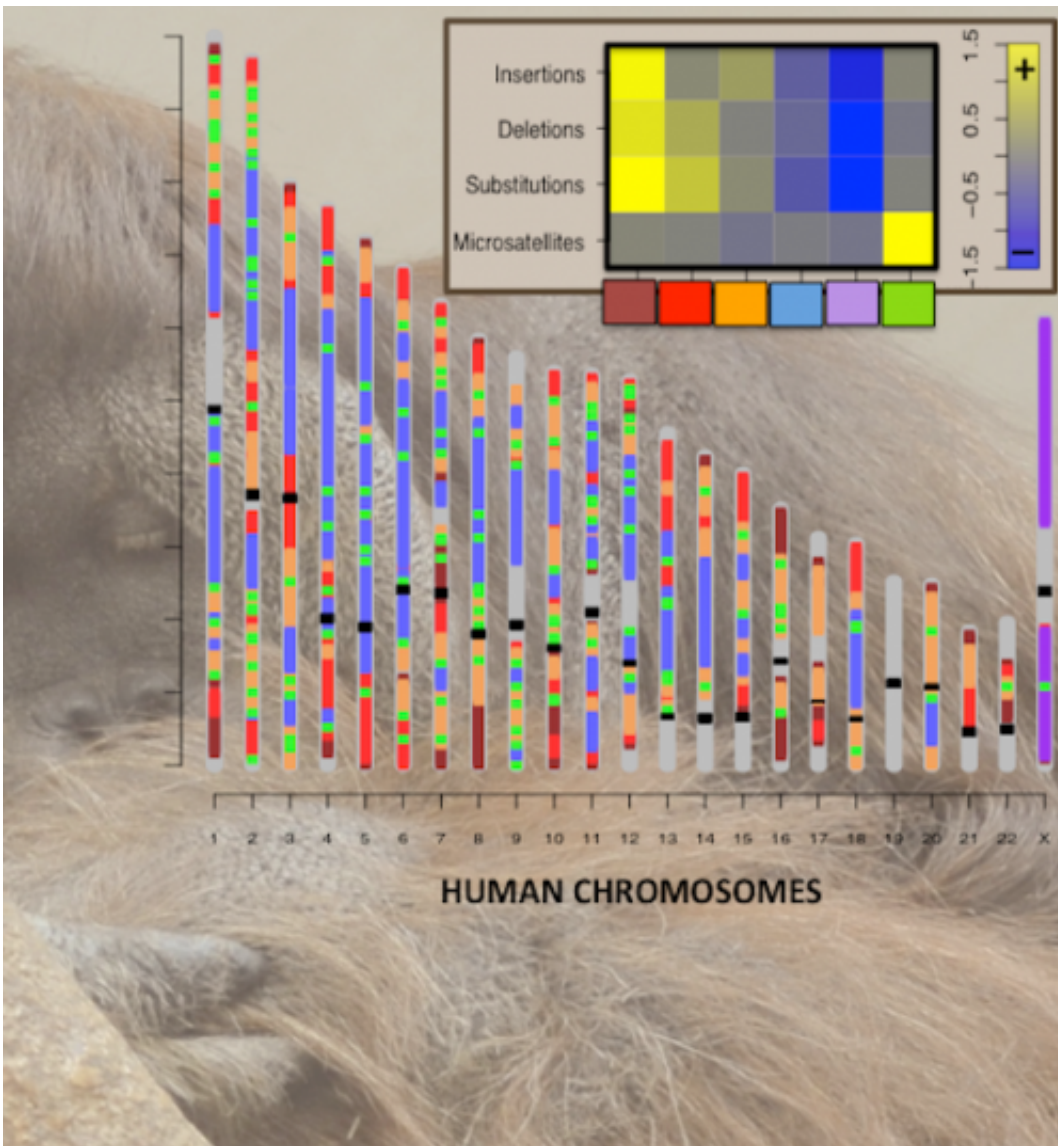 Insertions
Deletions
Substitutions
Microsatellites
1.5
0.5
−0.5
−1.5
+
−
1 2 3 4 5 6 7 8 9 10 11 12 13 14 15 16 17 18 19 20 21 22 X
HUMAN CHROMOSOMES